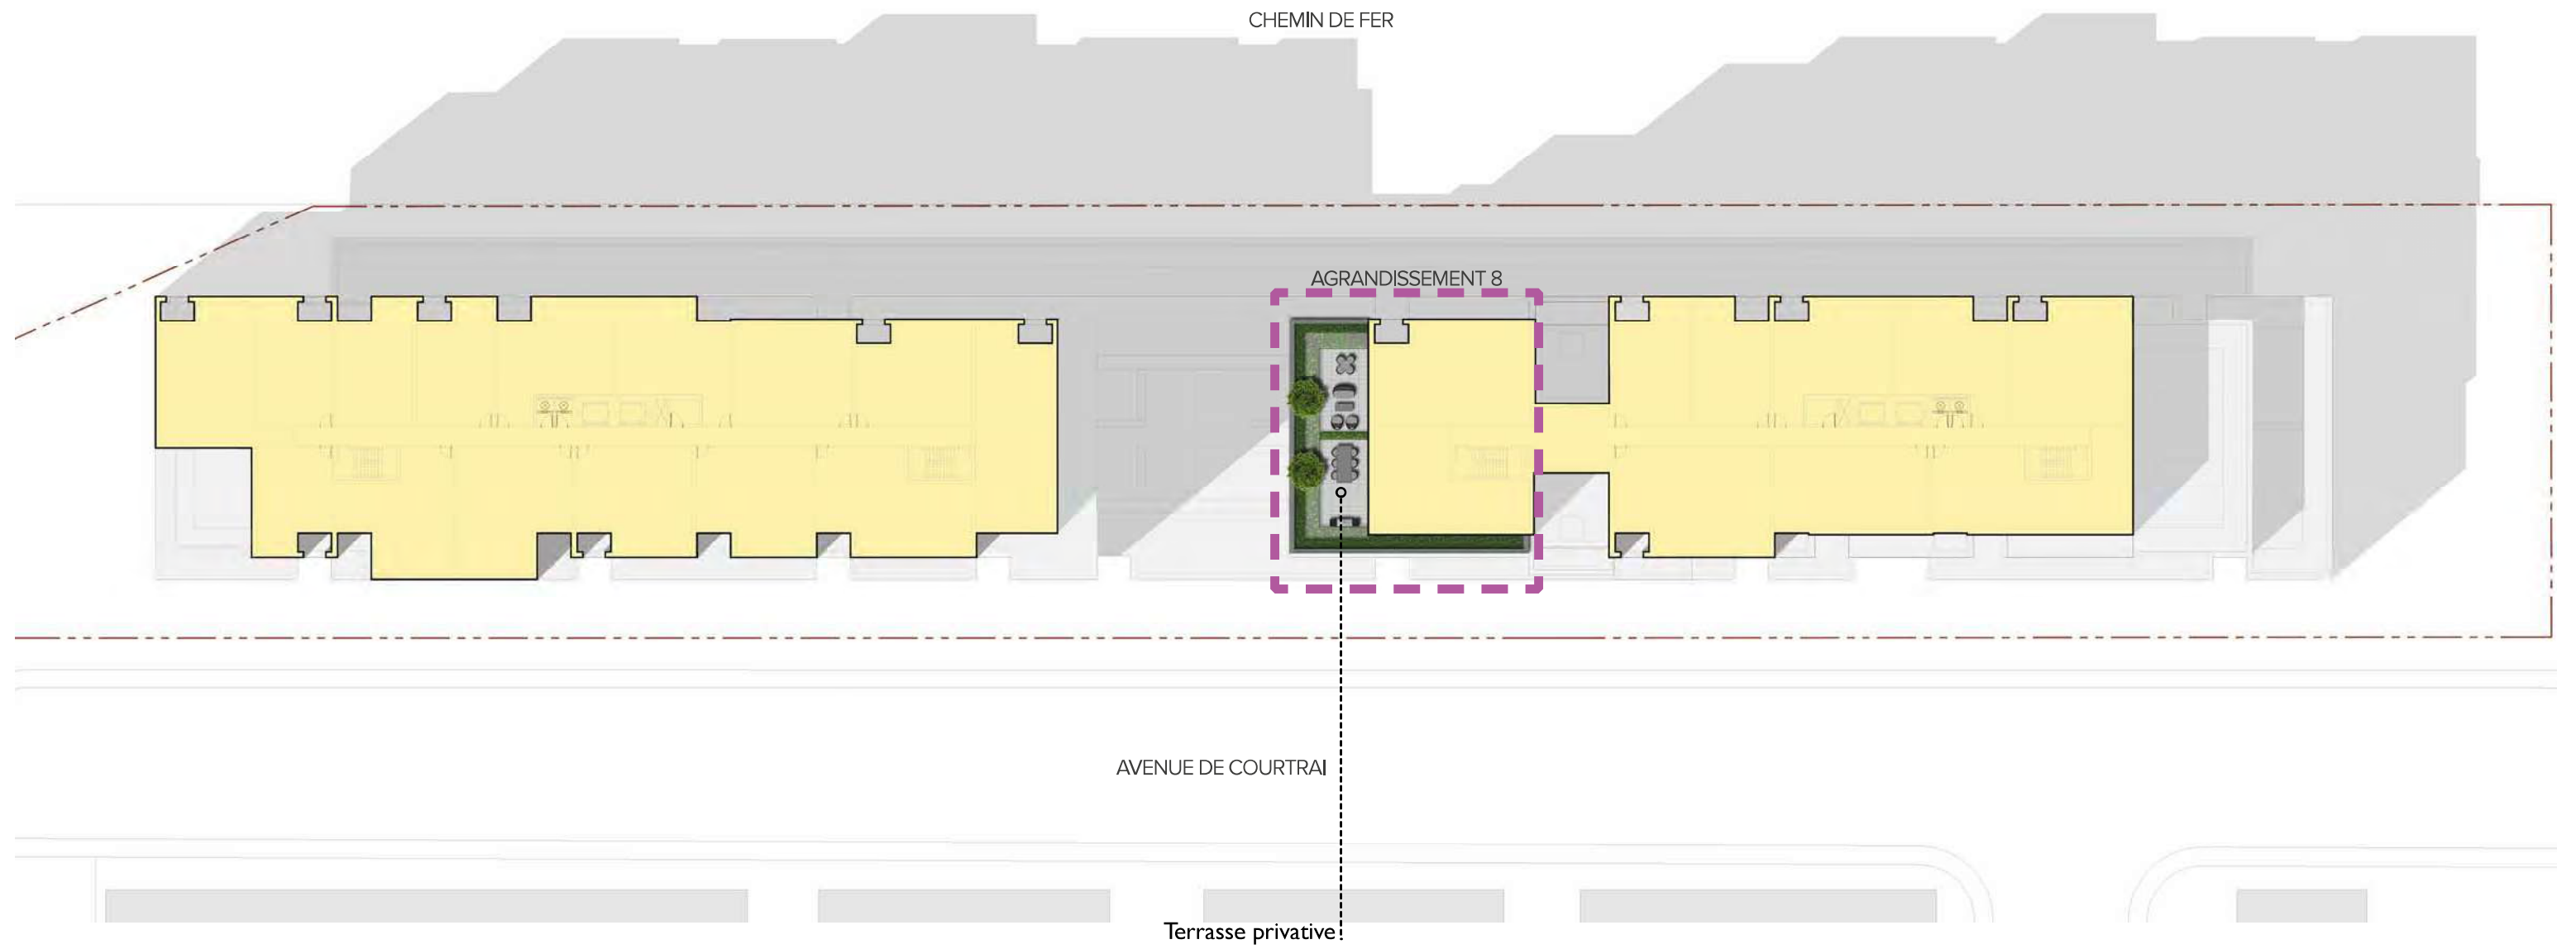 CHEMIN DE FER
AGRANDISSEMENT 8
AVENUE DE COURTRAI
Terrasse privative